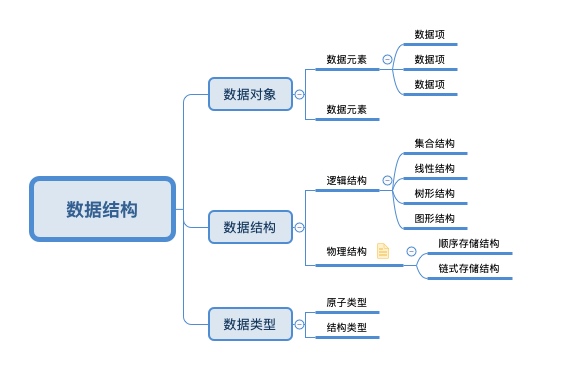 数据结构
数据对象
数据元素
数据项
数据项
数据项
数据元素
数据结构
逻辑结构
集合结构
线性结构
树形结构
图形结构
物理结构
顺序存储结构
链式存储结构
数据类型
原子类型
结构类型